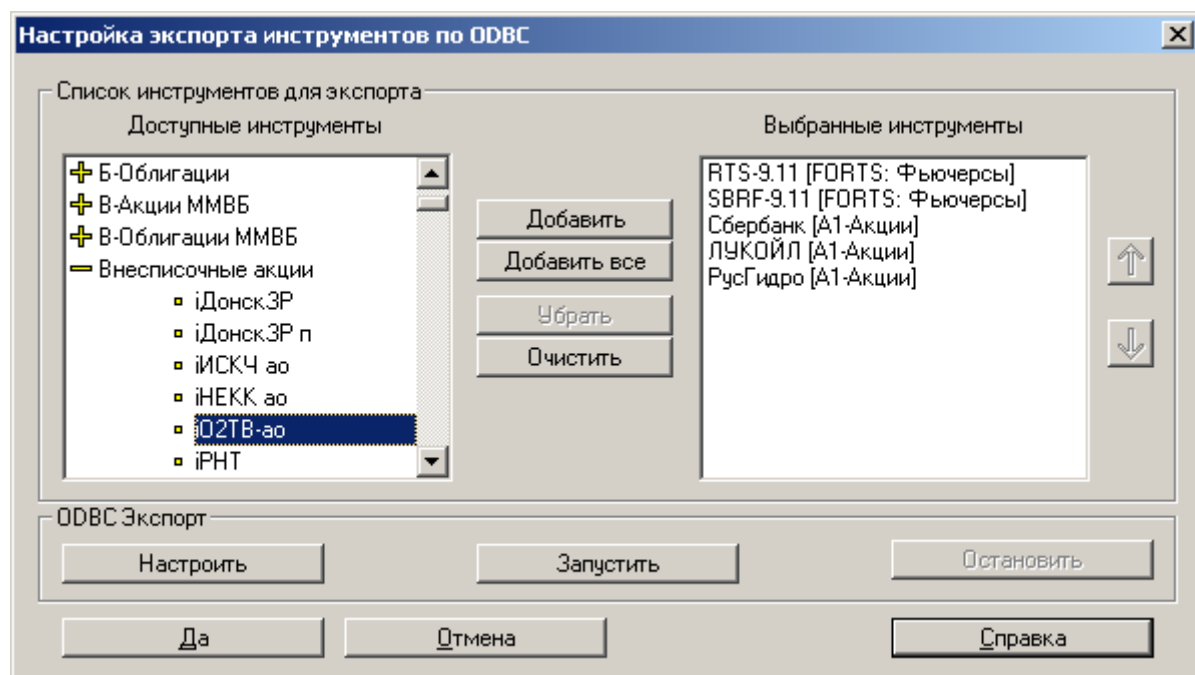 Настройка экспорта инструментов по ODBC
Список инструментов для экспорта
Доступные инструменты
Б-Облигации
В-Акции ММВБ
В-Облигации ММВБ
Внесписочные акции
iДонскЗР
iДонскЗР п
iИСКЧ ао
iНЕКК ао
iО2ТВ-ао
iРНТ
Добавить
Добавить все
Убрать
Очистить
Выбранные инструменты
RTS-9.11 [FORTS: Фьючерсы]
SBRF-9.11 [FORTS: Фьючерсы]
Сбербанк [А1-Акции]
ЛУКОЙЛ [А1-Акции]
РусГидро [А1-Акции]
ODBC Экспорт
Настроить
Запустить
Остановить
Да
Отмена
Справка